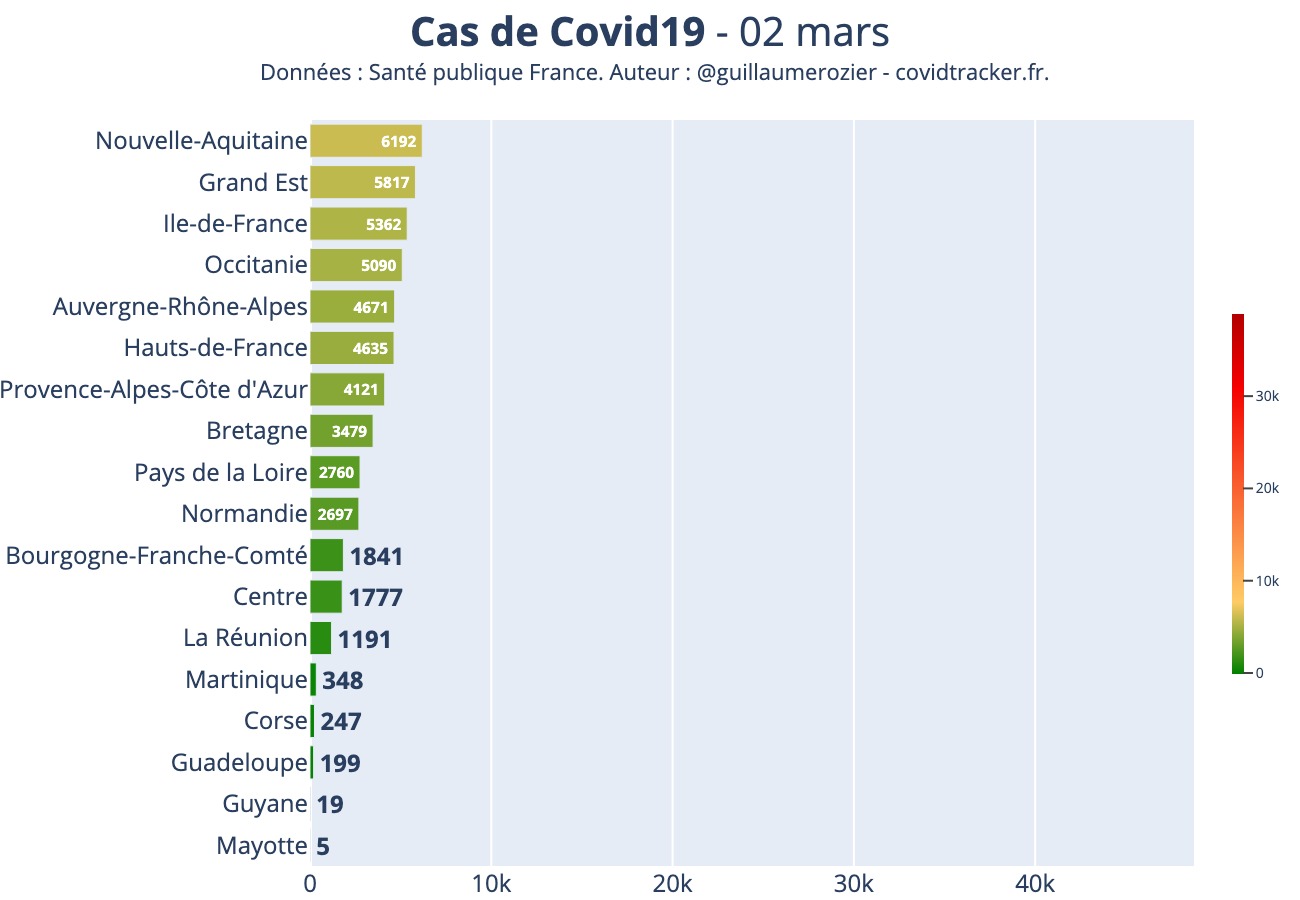 Cas de Covid19 - 02 mars
Données : Santé publique France. Auteur : @guillaumerozier - covidtracker.fr.
Nouvelle-Aquitaine 6192
Grand Est 5817
Ile-de-France 5362
Occitanie 5090
Auvergne-Rhône-Alpes 4671
Hauts-de-France 4635
Provence-Alpes-Côte d'Azur 4121
Bretagne 3479
Pays de la Loire 2760
Normandie 2697
Bourgogne-Franche-Comté 1841
Centre 1777
La Réunion 1191
Martinique 348
Corse 247
Guadeloupe 199
Guyane 19
Mayotte 5
0 10k 20k 30k 40k
30k
20k
10k
0